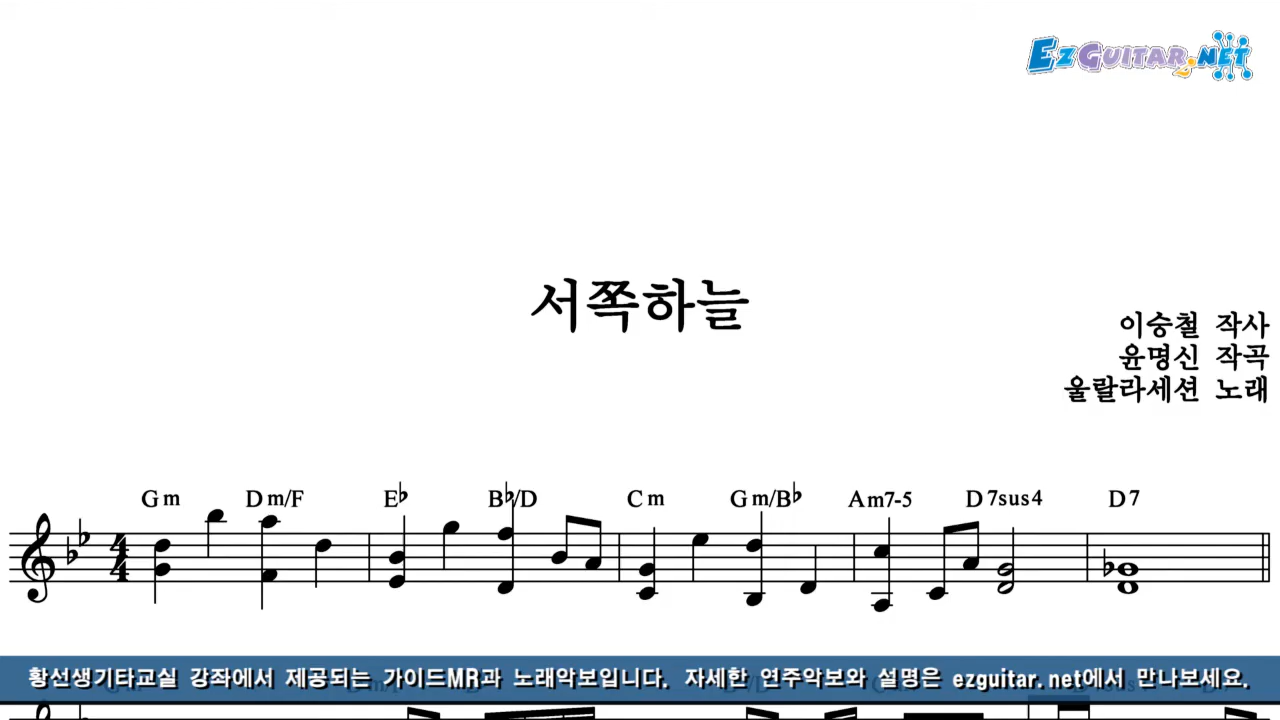 EzGuitar.net
서쪽하늘
이승철 작사
윤명신 작곡
울랄라세션 노래
Gm Dm/F E♭ B♭/D Cm Gm/B♭ Am7-5 D7sus4 D7
4/4
황선생기타교실 강좌에서 제공되는 가이드MR과 노래악보입니다. 자세한 연주악보와 설명은 ezguitar.net에서 만나보세요.